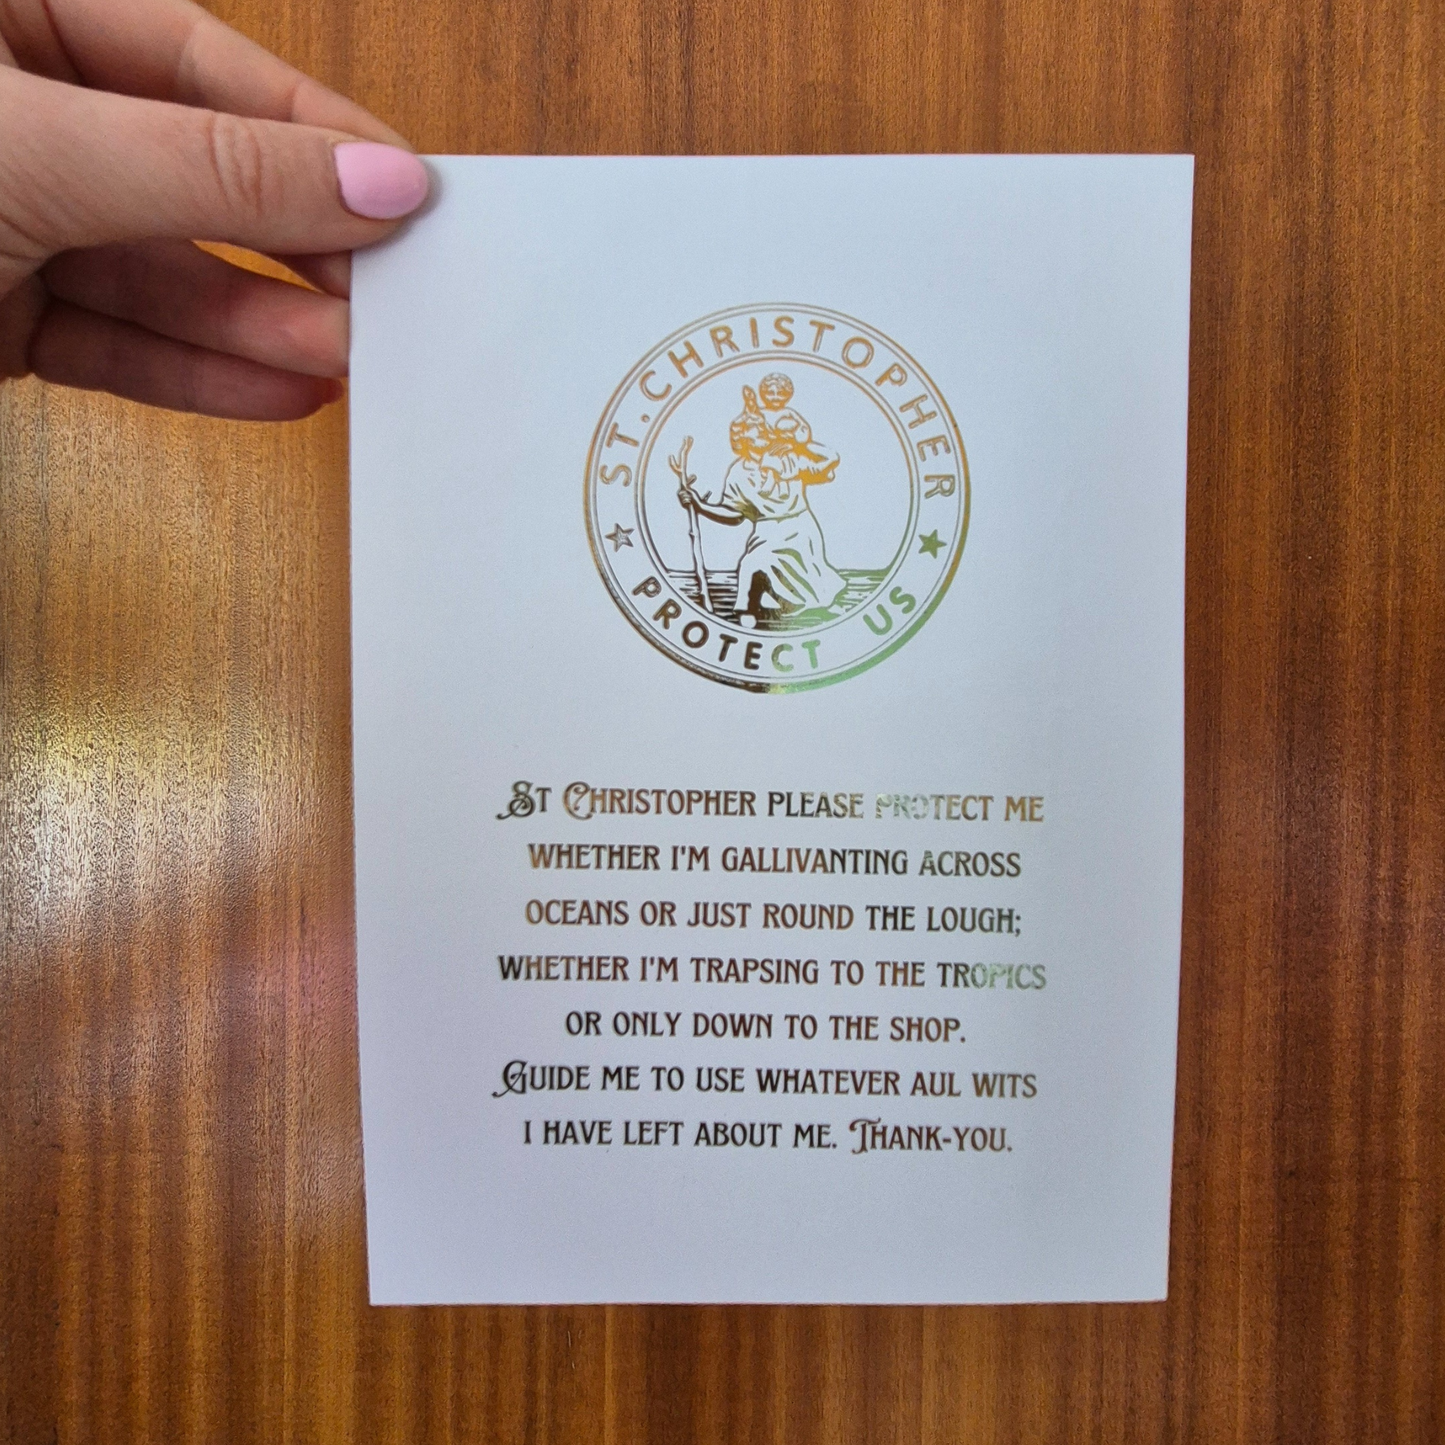 ST. CHRISTOPHER
PROTECT US
St Christopher please protect me
whether I'm gallivanting across
oceans or just round the lough;
whether I'm trapsing to the tropics
or only down to the shop.
Guide me to use whatever aul wits
I have left about me. Thank-you.